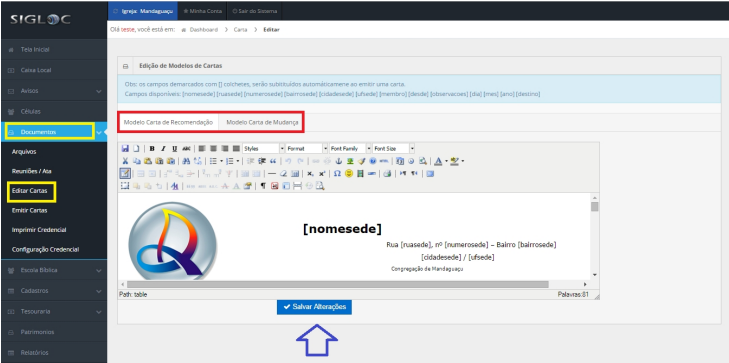 SIGLOC
Igreja: Mandaguaçu Minha Conta Sair do Sistema
Olá teste, você está em: Dashboard > Carta > Editar
Tela Inicial
Caixa Local
Avisos
Células
Documentos
Arquivos
Reuniões / Ata
Editar Cartas
Emitir Cartas
Imprimir Credencial
Configuração Credencial
Escola Bíblica
Cadastros
Tesouraria
Patrimonios
Relatórios
Edição de Modelos de Cartas
Obs: os campos demarcados com [] colchetes, serão substituídos automáticamene ao emitir uma carta.
Campos disponíveis: [nomesede] [ruasede] [numerosede] [bairrosede] [cidadesede] [ufsede] [membro] [desde] [observacoes] [dia] [mes] [ano] [destino]
Modelo Carta de Recomendação Modelo Carta de Mudança
Styles Format Font Family Font Size
[nomesede]
Rua [ruasede], nº [numerosede] – Bairro [bairrosede]
[cidadesede] / [ufsede]
Congregação de Mandaguaçu
Path: table Palavras:81
Salvar Alterações